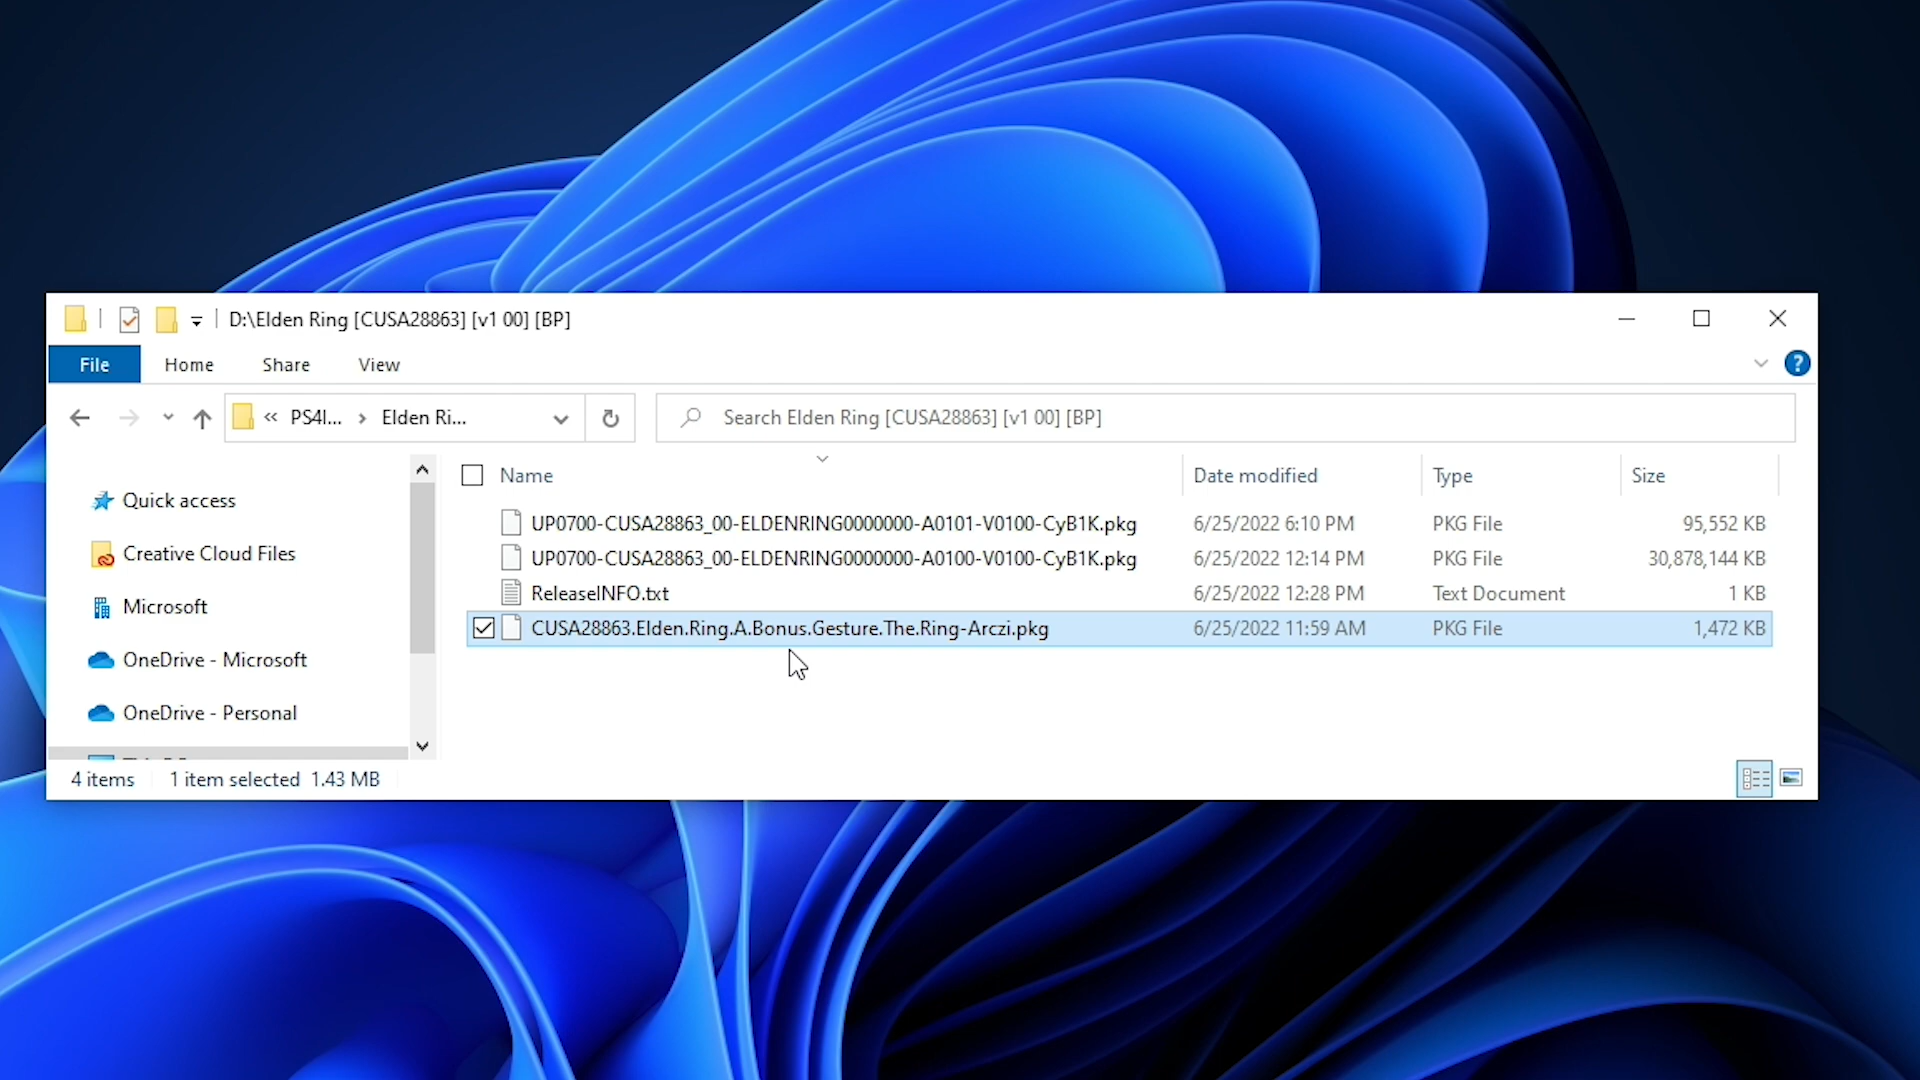 D:\Elden Ring [CUSA28863] [v1 00] [BP]
File Home Share View ?
« PS4I... › Elden Ri... Search Elden Ring [CUSA28863] [v1 00] [BP]
Name Date modified Type Size
Quick access
Creative Cloud Files
Microsoft
OneDrive - Microsoft
OneDrive - Personal
UP0700-CUSA28863_00-ELDENRING0000000-A0101-V0100-CyB1K.pkg 6/25/2022 6:10 PM PKG File 95,552 KB
UP0700-CUSA28863_00-ELDENRING0000000-A0100-V0100-CyB1K.pkg 6/25/2022 12:14 PM PKG File 30,878,144 KB
ReleaseINFO.txt 6/25/2022 12:28 PM Text Document 1 KB
CUSA28863.Elden.Ring.A.Bonus.Gesture.The.Ring-Arczi.pkg 6/25/2022 11:59 AM PKG File 1,472 KB
4 items 1 item selected 1.43 MB